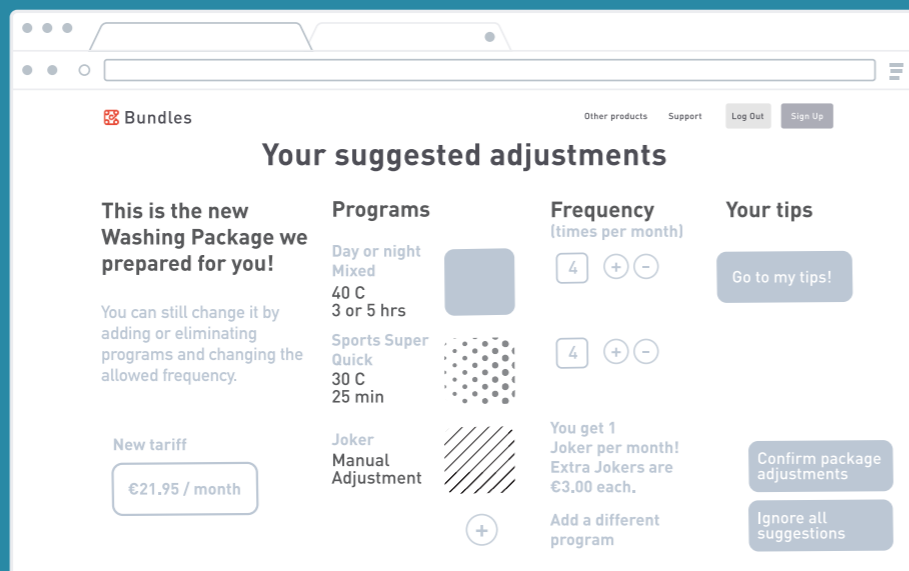 Bundles
Other products
Support
Log Out
Sign Up
Your suggested adjustments
This is the new
Washing Package we
prepared for you!
You can still change it by
adding or eliminating
programs and changing the
allowed frequency.
New tariff
€21.95 / month
Programs
Day or night
Mixed
40 C
3 or 5 hrs
Sports Super
Quick
30 C
25 min
Joker
Manual
Adjustment
+
Frequency
(times per month)
4 + -
4 + -
You get 1
Joker per month!
Extra Jokers are
€3.00 each.
Add a different
program
Your tips
Go to my tips!
Confirm package
adjustments
Ignore all
suggestions